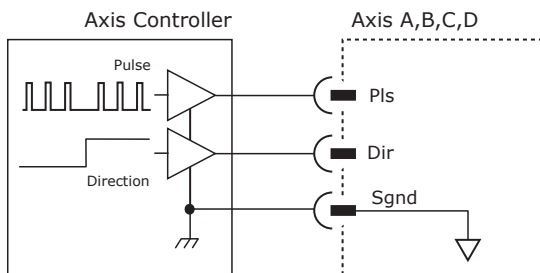 Axis Controller
Axis A,B,C,D
Pulse
Pls
Dir
Direction
Sgnd